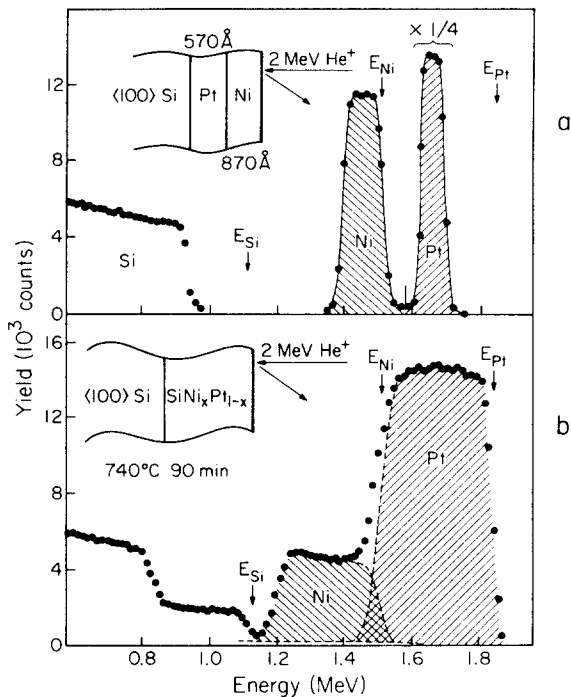 × 1/4
570Å
2 MeV He⁺
E_Ni
E_Pt
⟨100⟩ Si
Pt
Ni
a
870Å
12
8
4
0
E_Si
Si
Ni
Pt
Yield (10³ counts)
16
12
8
4
0
2 MeV He⁺
E_Ni
E_Pt
⟨100⟩ Si
SiNiₓPt₁₋ₓ
b
740°C 90 min
Pt
E_Si
Ni
0.8
1.0
1.2
1.4
1.6
1.8
Energy (MeV)